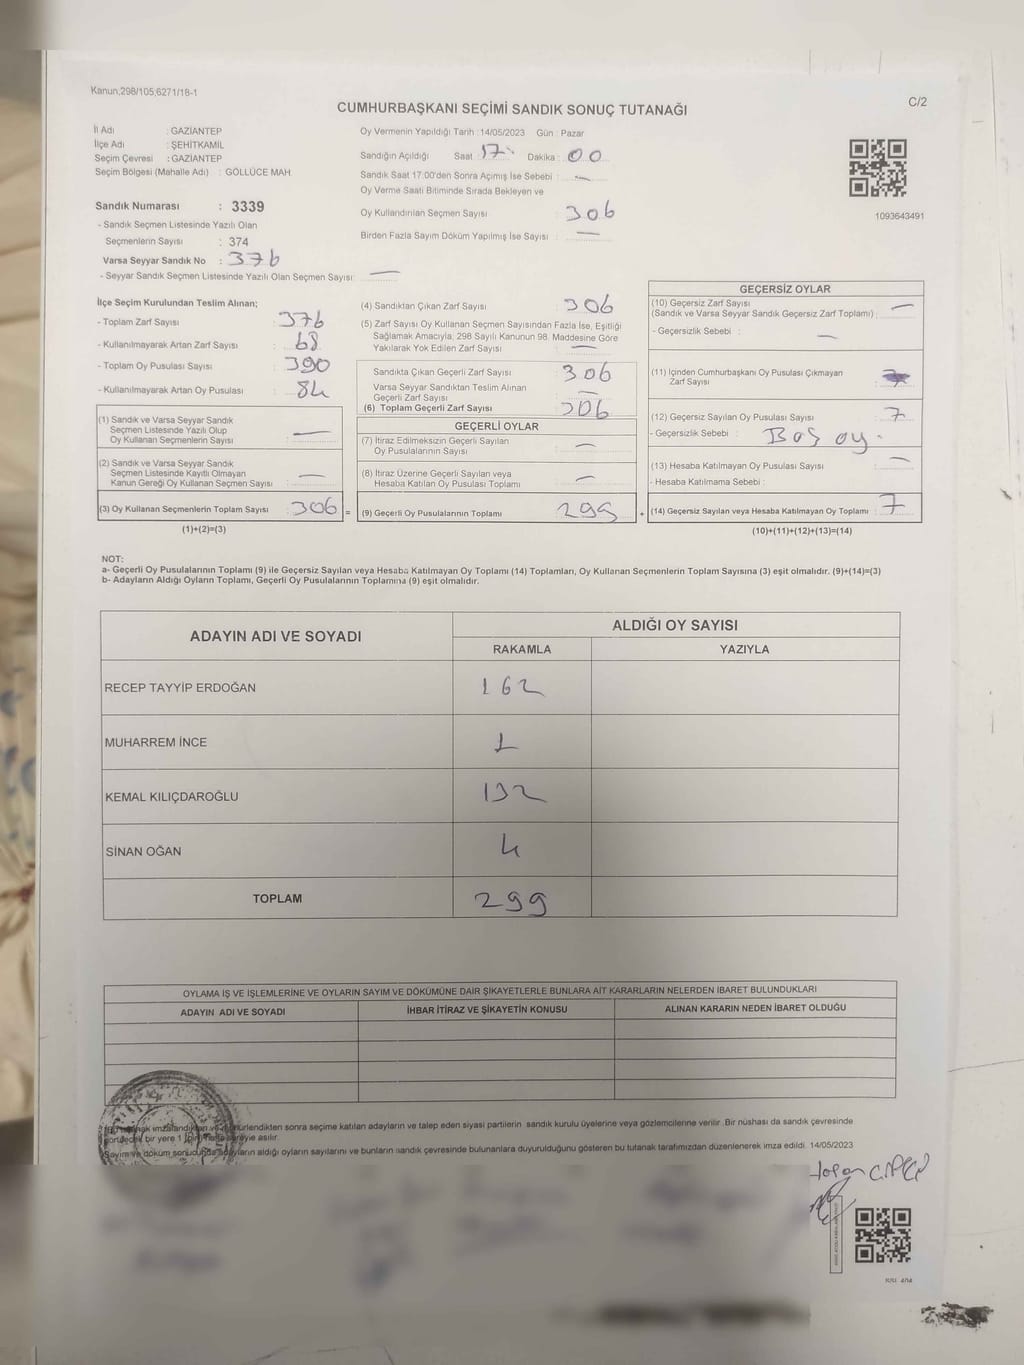 Kanun,298/105,6271/18-1
CUMHURBAŞKANI SEÇİMİ SANDIK SONUÇ TUTANAĞI
C/2
İl Adı : GAZİANTEP
İlçe Adı : ŞEHİTKAMİL
Seçim Çevresi : GAZİANTEP
Seçim Bölgesi (Mahalle Adı) : GÖLLÜCE MAH.
Sandık Numarası : 3339
- Sandık Seçmen Listesinde Yazılı Olan
Seçmenlerin Sayısı : 374
Varsa Seyyar Sandık No : 376
- Seyyar Sandık Seçmen Listesinde Yazılı Olan Seçmen Sayısı: —
Oy Vermenin Yapıldığı Tarih : 14/05/2023 Gün : Pazar
Sandığın Açıldığı Saat : 17 Dakika : 00
Sandık Saat 17:00'den Sonra Açımış İse Sebebi : —
Oy Verme Saati Bitiminde Sırada Bekleyen ve
Oy Kullandırılan Seçmen Sayısı : 306
Birden Fazla Sayım Döküm Yapılmış İse Sayısı : —
1093643491
İlçe Seçim Kurulundan Teslim Alınan;
- Toplam Zarf Sayısı : 376
- Kullanılmayarak Artan Zarf Sayısı : 68
- Toplam Oy Pusulası Sayısı : 390
- Kullanılmayarak Artan Oy Pusulası : 84
(1) Sandık ve Varsa Seyyar Sandık
Seçmen Listesinde Yazılı Olup
Oy Kullanan Seçmenlerin Sayısı : —
(2) Sandık ve Varsa Seyyar Sandık
Seçmen Listesinde Kayıtlı Olmayan
Kanun Gereği Oy Kullanan Seçmen Sayısı : —
(3) Oy Kullanan Seçmenlerin Toplam Sayısı : 306 =
(1)+(2)=(3)
(4) Sandıktan Çıkan Zarf Sayısı : 306
(5) Zarf Sayısı Oy Kullanan Seçmen Sayısından Fazla İse, Eşitliği
Sağlamak Amacıyla, 298 Sayılı Kanunun 98. Maddesine Göre
Yakılarak Yok Edilen Zarf Sayısı : —
Sandıkta Çıkan Geçerli Zarf Sayısı : 306
Varsa Seyyar Sandıktan Teslim Alınan
Geçerli Zarf Sayısı : —
(6) Toplam Geçerli Zarf Sayısı : 306
GEÇERLİ OYLAR
(7) İtiraz Edilmeksizin Geçerli Sayılan
Oy Pusulalarının Sayısı : —
(8) İtiraz Üzerine Geçerli Sayılan veya
Hesaba Katılan Oy Pusulası Toplamı : —
(9) Geçerli Oy Pusulalarının Toplamı : 299 +
GEÇERSİZ OYLAR
(10) Geçersiz Zarf Sayısı
(Sandık ve Varsa Seyyar Sandık Geçersiz Zarf Toplamı) : —
- Geçersizlik Sebebi : —
(11) İçinden Cumhurbaşkanı Oy Pusulası Çıkmayan
Zarf Sayısı
(12) Geçersiz Sayılan Oy Pusulası Sayısı : 7
- Geçersizlik Sebebi : Boş oy.
(13) Hesaba Katılmayan Oy Pusulası Sayısı : —
- Hesaba Katılmama Sebebi :
(14) Geçersiz Sayılan veya Hesaba Katılmayan Oy Toplamı : 7
(10)+(11)+(12)+(13)=(14)
NOT:
a- Geçerli Oy Pusulalarının Toplamı (9) ile Geçersiz Sayılan veya Hesaba Katılmayan Oy Toplamı (14) Toplamları, Oy Kullanan Seçmenlerin Toplam Sayısına (3) eşit olmalıdır. (9)+(14)=(3)
b- Adayların Aldığı Oyların Toplamı, Geçerli Oy Pusulalarının Toplamına (9) eşit olmalıdır.
ADAYIN ADI VE SOYADI
ALDIĞI OY SAYISI
RAKAMLA YAZIYLA
RECEP TAYYİP ERDOĞAN 162
MUHARREM İNCE 1
KEMAL KILIÇDAROĞLU 132
SİNAN OĞAN 4
TOPLAM 299
OYLAMA İŞ VE İŞLEMLERİNE VE OYLARIN SAYIM VE DÖKÜMÜNE DAİR ŞİKAYETLERLE BUNLARA AİT KARARLARIN NELERDEN İBARET BULUNDUKLARI
ADAYIN ADI VE SOYADI İHBAR İTİRAZ VE ŞİKAYETİN KONUSU ALINAN KARARIN NEDEN İBARET OLDUĞU
sonra seçime katılan adayların ve talep eden siyasi partilerin sandık kurulu üyelerine veya gözlemcilerine verilir. Bir nüshası da sandık çevresinde
bir yere asılır.
Sayım ve döküm sonucunda adayların aldığı oyların sayılarını ve bunların sandık çevresinde bulunanlara duyurulduğunu gösteren bu tutanak tarafımızdan düzenlenerek imza edildi. 14/05/2023